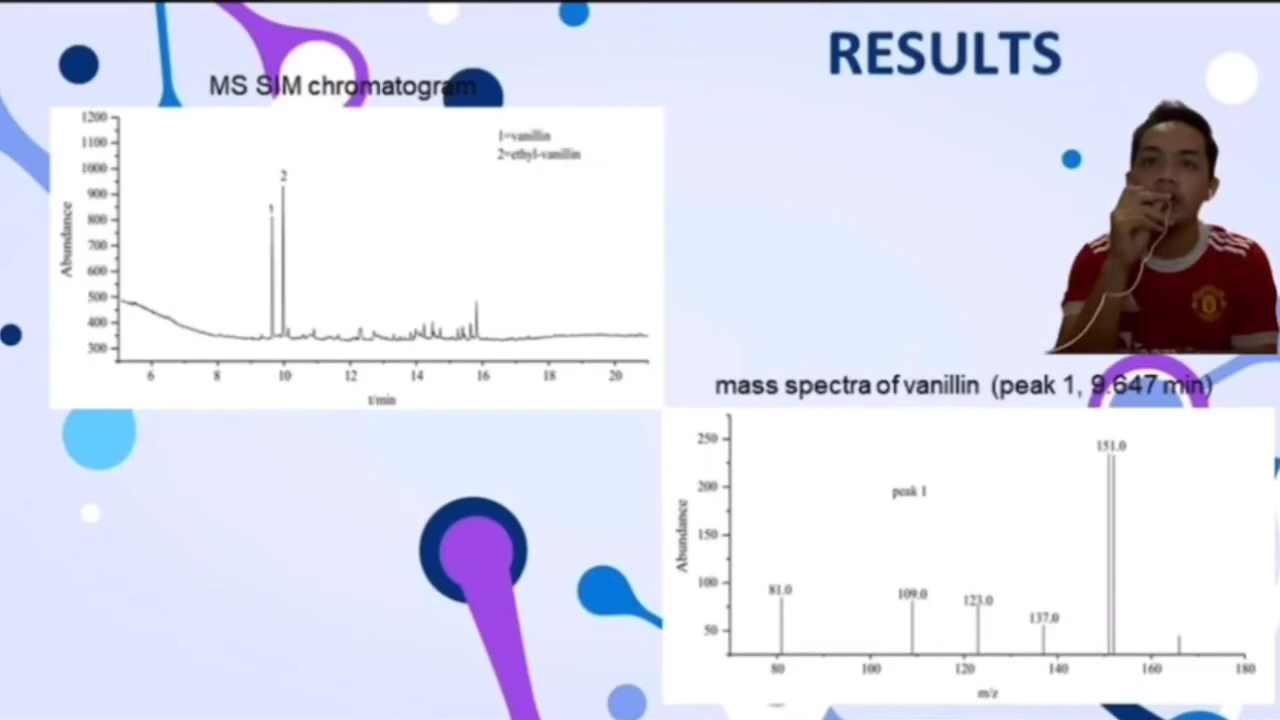 RESULTS
MS SIM chromatogram
1200
1100
1000
900
800
700
600
500
400
300
Abundance
1=vanillin
2=ethyl-vanillin
1
2
6 8 10 12 14 16 18 20
t/min
mass spectra of vanillin (peak 1, 9.647 min)
250
200
150
100
50
Abundance
peak 1
151.0
81.0
109.0
123.0
137.0
80 100 120 140 160 180
m/z